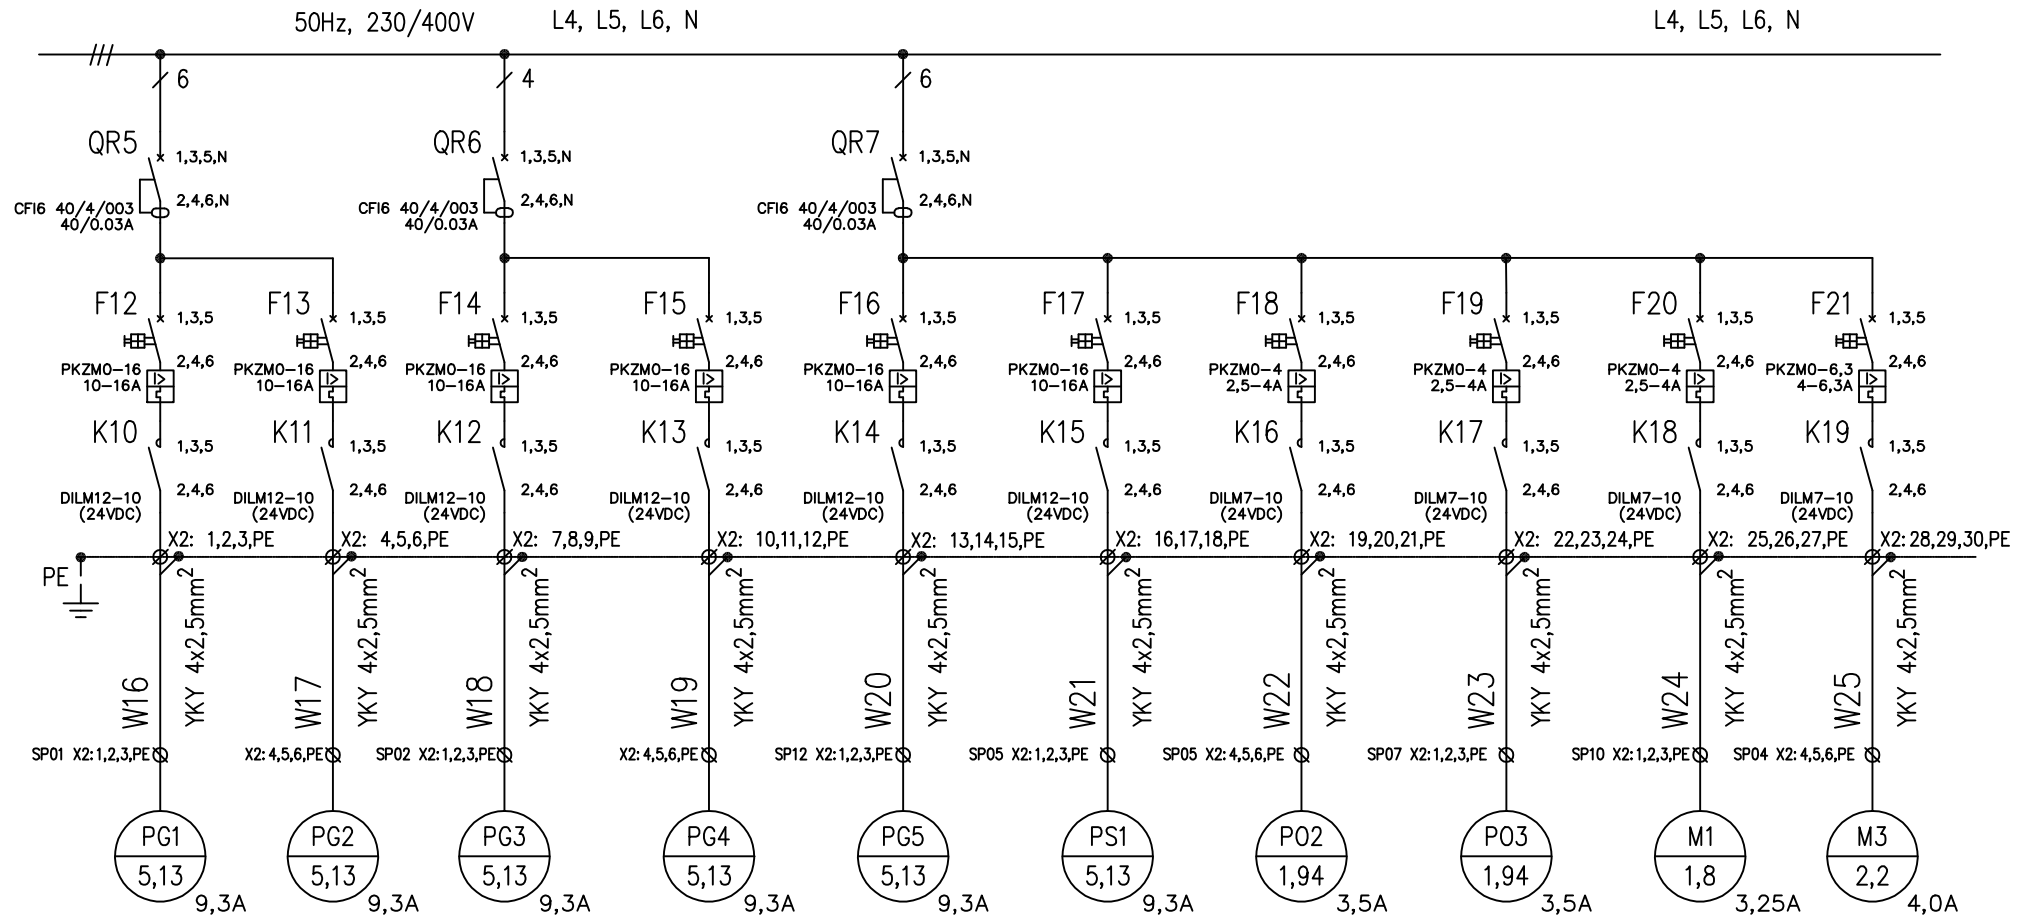 50Hz, 230/400V L4, L5, L6, N L4, L5, L6, N
6 4 6
QR5 1,3,5,N QR6 1,3,5,N QR7 1,3,5,N
2,4,6,N 2,4,6,N 2,4,6,N
CFI6 40/4/003 CFI6 40/4/003 CFI6 40/4/003
40/0.03A 40/0.03A 40/0.03A
F12 1,3,5 F13 1,3,5 F14 1,3,5 F15 1,3,5 F16 1,3,5 F17 1,3,5 F18 1,3,5 F19 1,3,5 F20 1,3,5 F21 1,3,5
2,4,6 2,4,6 2,4,6 2,4,6 2,4,6 2,4,6 2,4,6 2,4,6 2,4,6 2,4,6
PKZM0-16 PKZM0-16 PKZM0-16 PKZM0-16 PKZM0-16 PKZM0-16 PKZM0-4 PKZM0-4 PKZM0-4 PKZM0-6,3
10-16A I> 10-16A I> 10-16A I> 10-16A I> 10-16A I> 10-16A I> 2,5-4A I> 2,5-4A I> 2,5-4A I> 4-6,3A I>
K10 1,3,5 K11 1,3,5 K12 1,3,5 K13 1,3,5 K14 1,3,5 K15 1,3,5 K16 1,3,5 K17 1,3,5 K18 1,3,5 K19 1,3,5
2,4,6 2,4,6 2,4,6 2,4,6 2,4,6 2,4,6 2,4,6 2,4,6 2,4,6 2,4,6
DILM12-10 DILM12-10 DILM12-10 DILM12-10 DILM12-10 DILM12-10 DILM7-10 DILM7-10 DILM7-10 DILM7-10
(24VDC) (24VDC) (24VDC) (24VDC) (24VDC) (24VDC) (24VDC) (24VDC) (24VDC) (24VDC)
X2: 1,2,3,PE X2: 4,5,6,PE X2: 7,8,9,PE X2: 10,11,12,PE X2: 13,14,15,PE X2: 16,17,18,PE X2: 19,20,21,PE X2: 22,23,24,PE X2: 25,26,27,PE X2: 28,29,30,PE
PE
W16 YKY 4x2,5mm² W17 YKY 4x2,5mm² W18 YKY 4x2,5mm² W19 YKY 4x2,5mm² W20 YKY 4x2,5mm² W21 YKY 4x2,5mm² W22 YKY 4x2,5mm² W23 YKY 4x2,5mm² W24 YKY 4x2,5mm² W25 YKY 4x2,5mm²
SP01 X2:1,2,3,PE X2:4,5,6,PE SP02 X2:1,2,3,PE X2:4,5,6,PE SP12 X2:1,2,3,PE SP05 X2:1,2,3,PE SP05 X2:4,5,6,PE SP07 X2:1,2,3,PE SP10 X2:1,2,3,PE SP04 X2:4,5,6,PE
PG1 PG2 PG3 PG4 PG5 PS1 PO2 PO3 M1 M3
5,13 5,13 5,13 5,13 5,13 5,13 1,94 1,94 1,8 2,2
9,3A 9,3A 9,3A 9,3A 9,3A 9,3A 3,5A 3,5A 3,25A 4,0A